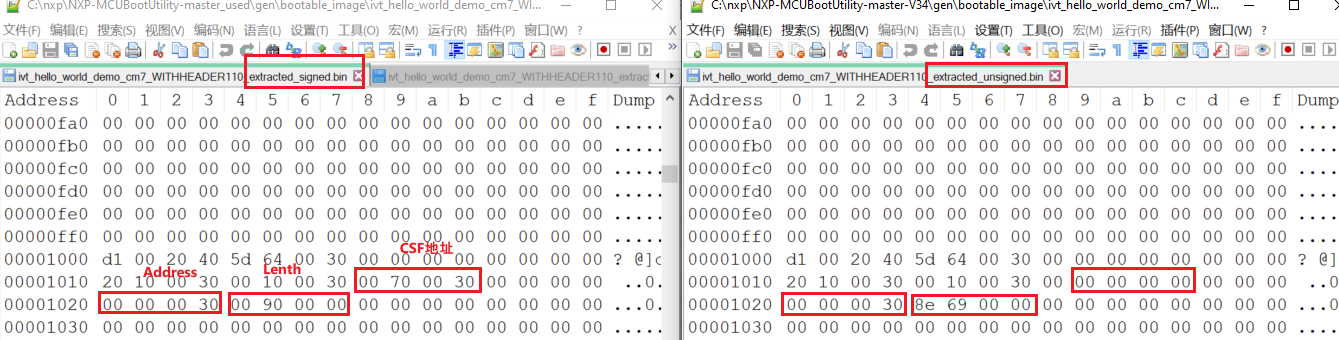 C:\nxp\NXP-MCUBootUtility-master_used\gen\bootable_image\ivt_hello_world_demo_cm7_WI...
文件(F) 编辑(E) 搜索(S) 视图(V) 编码(N) 语言(L) 设置(T) 工具(O) 宏(M) 运行(R) 插件(P) 窗口(W) ?
ivt_hello_world_demo_cm7_WITHHEADER110_extracted_signed.bin ivt_hello_world_demo_cm7_WITHHEADER110_extract
Address 0 1 2 3 4 5 6 7 8 9 a b c d e f Dump
00000fa0 00 00 00 00 00 00 00 00 00 00 00 00 00 00 00 00 .....
00000fb0 00 00 00 00 00 00 00 00 00 00 00 00 00 00 00 00 .....
00000fc0 00 00 00 00 00 00 00 00 00 00 00 00 00 00 00 00 .....
00000fd0 00 00 00 00 00 00 00 00 00 00 00 00 00 00 00 00 .....
00000fe0 00 00 00 00 00 00 00 00 00 00 00 00 00 00 00 00 .....
00000ff0 00 00 00 00 00 00 00 00 00 00 00 00 00 00 00 00 .....
CSF地址
00001000 d1 00 20 40 5d 64 00 30 00 00 00 00 00 00 00 00 ? @]
Address Lenth
00001010 20 10 00 30 00 10 00 30 00 70 00 30 00 00 00 00 ..0
00001020 00 00 00 30 00 90 00 00 00 00 00 00 00 00 00 00 ...0.
00001030 00 00 00 00 00 00 00 00 00 00 00 00 00 00 00 00 .....
C:\nxp\NXP-MCUBootUtility-master-V34\gen\bootable_image\ivt_hello_world_demo_cm7_WI...
文件(F) 编辑(E) 搜索(S) 视图(V) 编码(N) 语言(L) 设置(T) 工具(O) 宏(M) 运行(R) 插件(P) 窗口(W) ?
ivt_hello_world_demo_cm7_WITHHEADER110_extracted_unsigned.bin
Address 0 1 2 3 4 5 6 7 8 9 a b c d e f Dump
00000fa0 00 00 00 00 00 00 00 00 00 00 00 00 00 00 00 00 .....
00000fb0 00 00 00 00 00 00 00 00 00 00 00 00 00 00 00 00 .....
00000fc0 00 00 00 00 00 00 00 00 00 00 00 00 00 00 00 00 .....
00000fd0 00 00 00 00 00 00 00 00 00 00 00 00 00 00 00 00 .....
00000fe0 00 00 00 00 00 00 00 00 00 00 00 00 00 00 00 00 .....
00000ff0 00 00 00 00 00 00 00 00 00 00 00 00 00 00 00 00 .....
00001000 d1 00 20 40 5d 64 00 30 00 00 00 00 00 00 00 00 ? @]
00001010 20 10 00 30 00 10 00 30 00 00 00 00 00 00 00 00 ..0
00001020 00 00 00 30 8e 69 00 00 00 00 00 00 00 00 00 00 ...0
00001030 00 00 00 00 00 00 00 00 00 00 00 00 00 00 00 00 .....